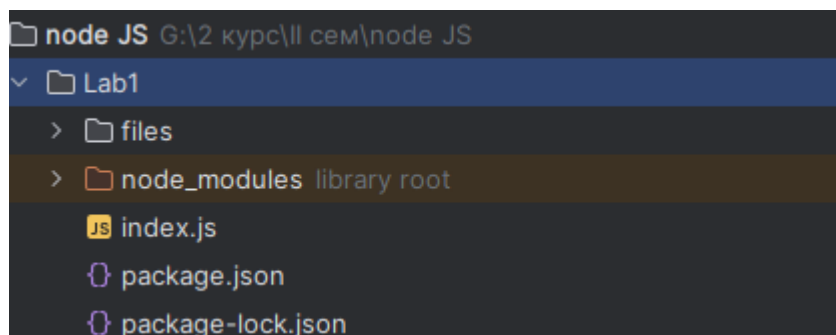 node JS G:\2 курс\II сем\node JS
Lab1
files
node_modules library root
JS index.js
{} package.json
{} package-lock.json